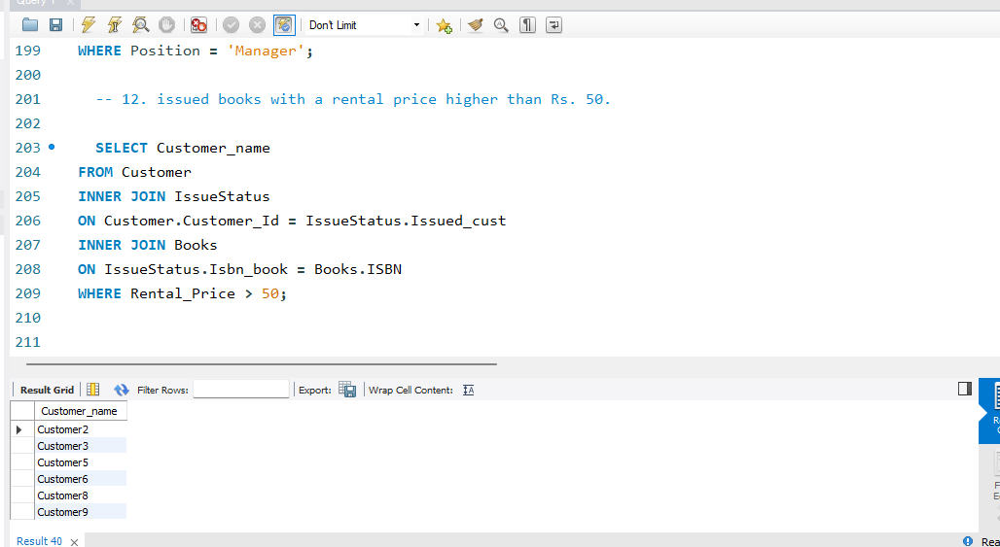 Query 1
Don't Limit
199 WHERE Position = 'Manager';
200
201 -- 12. issued books with a rental price higher than Rs. 50.
202
203 SELECT Customer_name
204 FROM Customer
205 INNER JOIN IssueStatus
206 ON Customer.Customer_Id = IssueStatus.Issued_cust
207 INNER JOIN Books
208 ON IssueStatus.Isbn_book = Books.ISBN
209 WHERE Rental_Price > 50;
210
211
Result Grid Filter Rows: Export: Wrap Cell Content:
Customer_name
Customer2
Customer3
Customer5
Customer6
Customer8
Customer9
Result 40